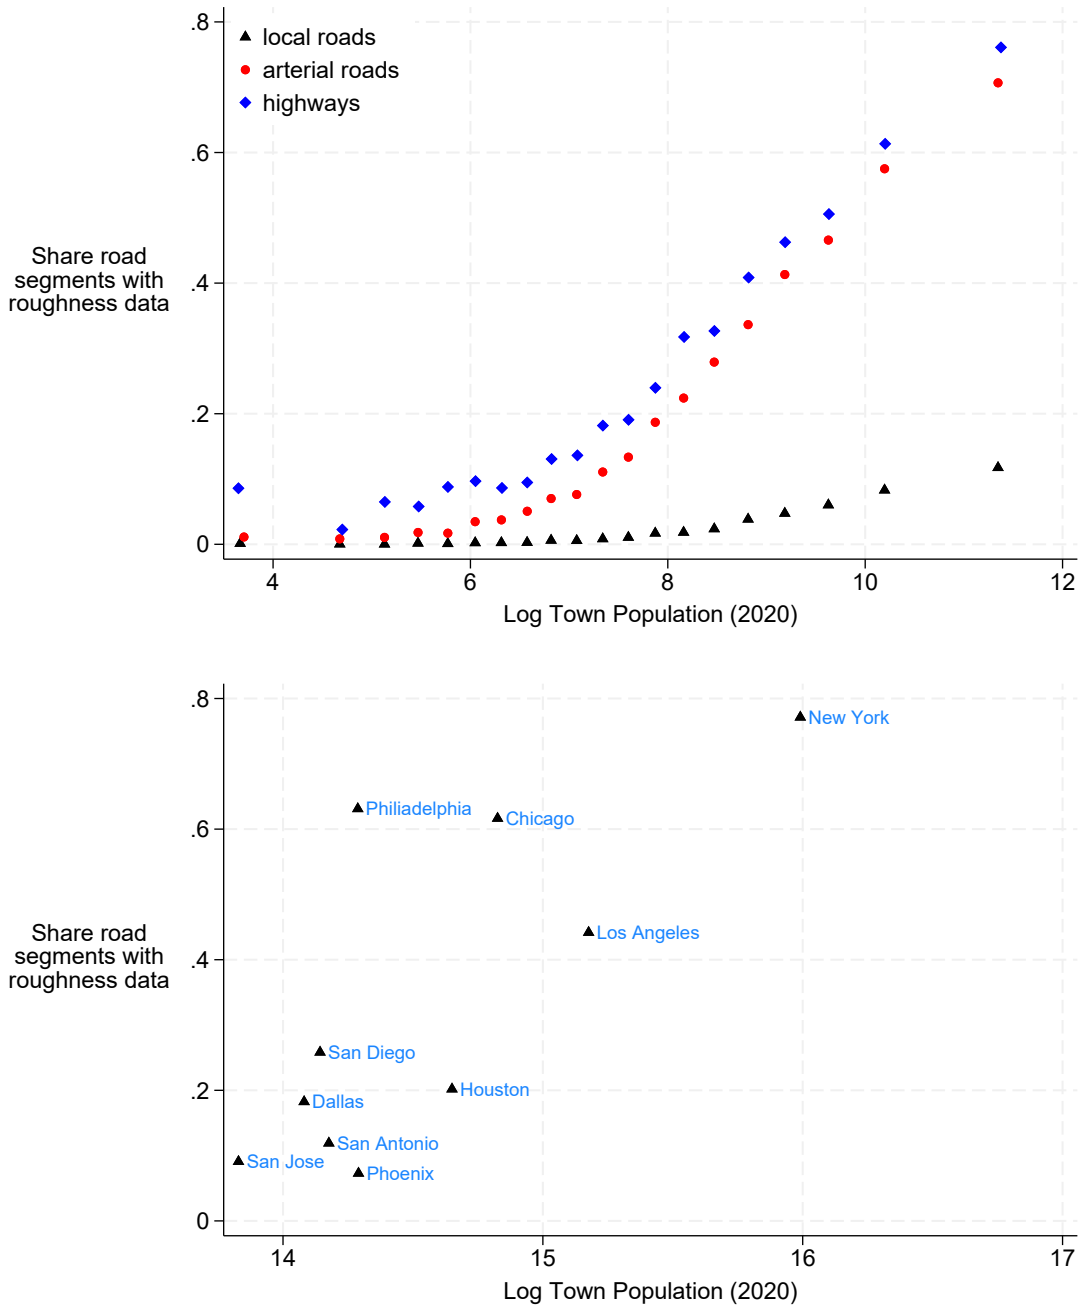 .8
local roads
arterial roads
highways
.6
Share road
segments with
roughness data
.4
.2
0
4 6 8 10 12
Log Town Population (2020)
.8
New York
Philiadelphia
Chicago
.6
Los Angeles
Share road
segments with
roughness data
.4
San Diego
Houston
.2
Dallas
San Antonio
San Jose
Phoenix
0
14 15 16 17
Log Town Population (2020)